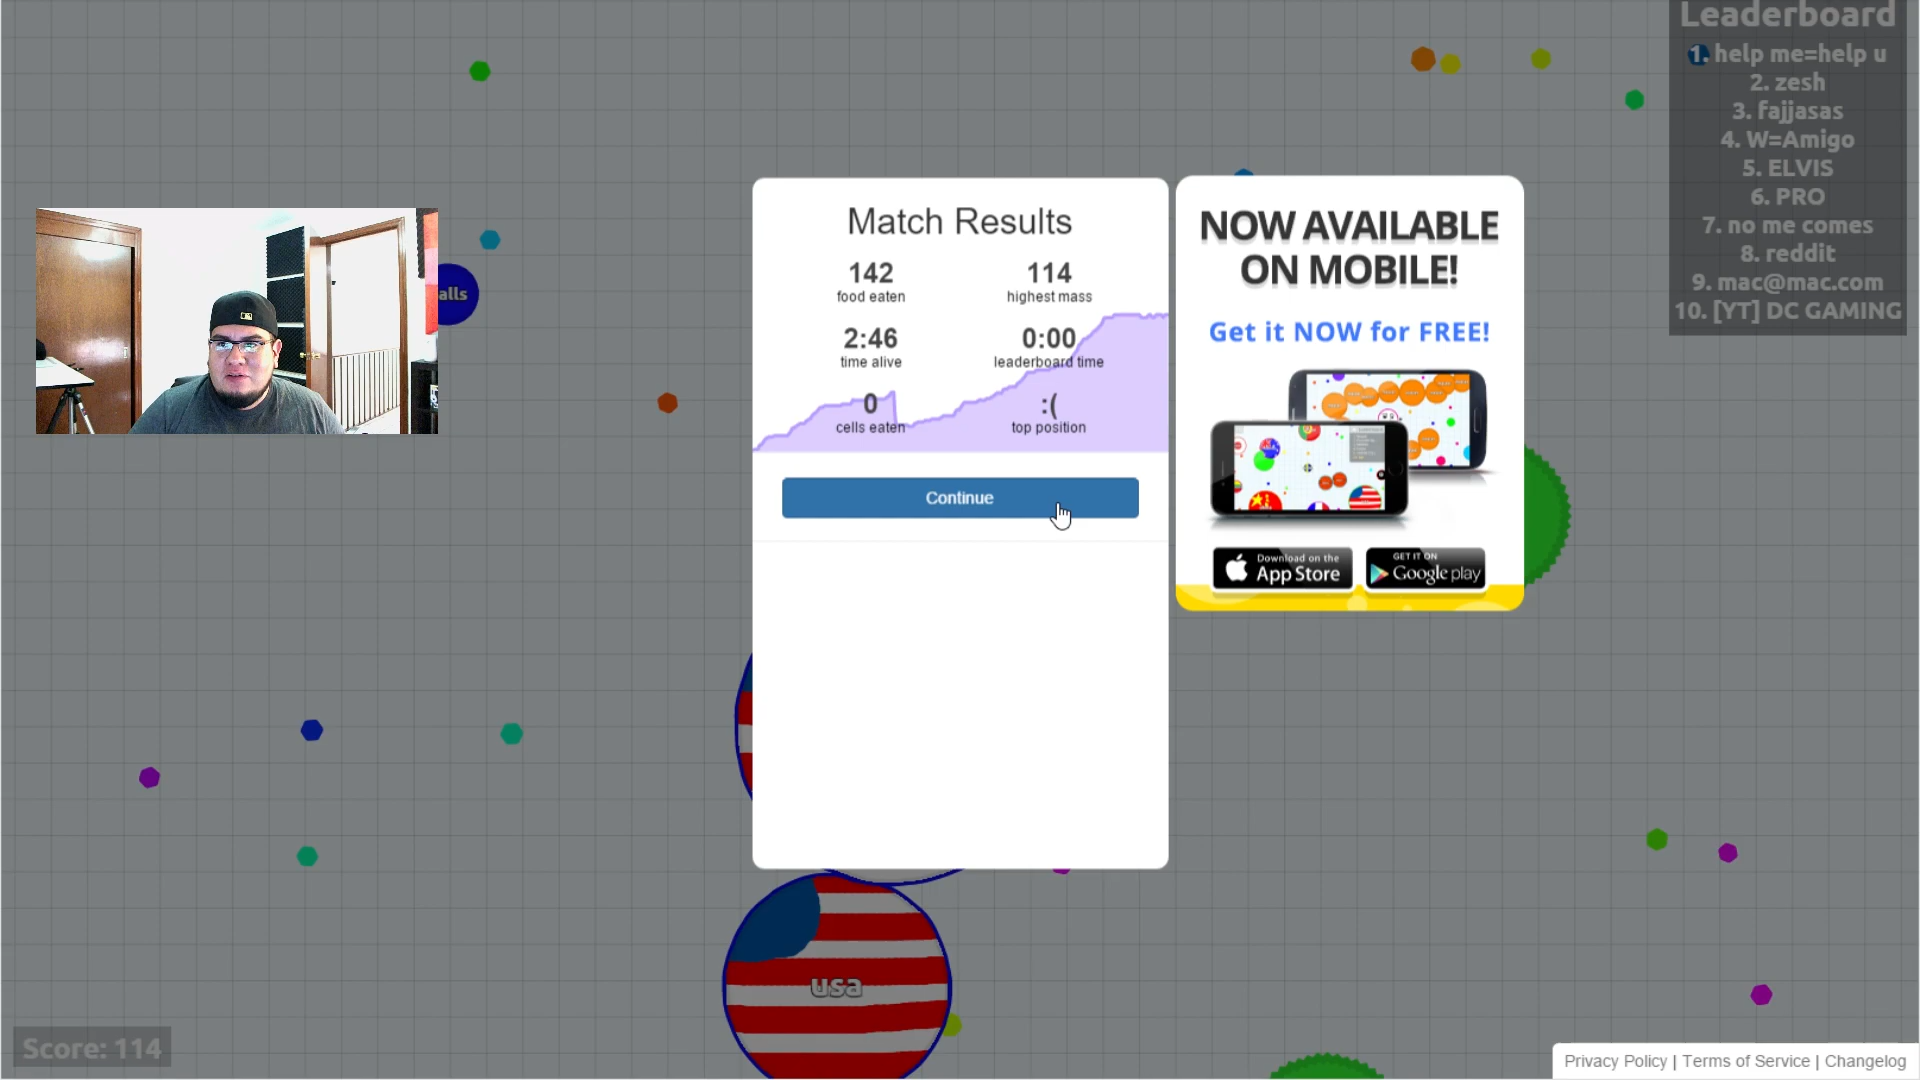 Leaderboard
1. help me=help u
2. zesh
3. fajjasas
4. W=Amigo
5. ELVIS
6. PRO
7. no me comes
8. reddit
9. mac@mac.com
10. [YT] DC GAMING
alls
Match Results
142
food eaten
114
highest mass
2:46
time alive
0:00
leaderboard time
0
cells eaten
:(
top position
Continue
NOW AVAILABLE
ON MOBILE!
Get it NOW for FREE!
Download on the
App Store
GET IT ON
Google play
usa
Score: 114
Privacy Policy | Terms of Service | Changelog